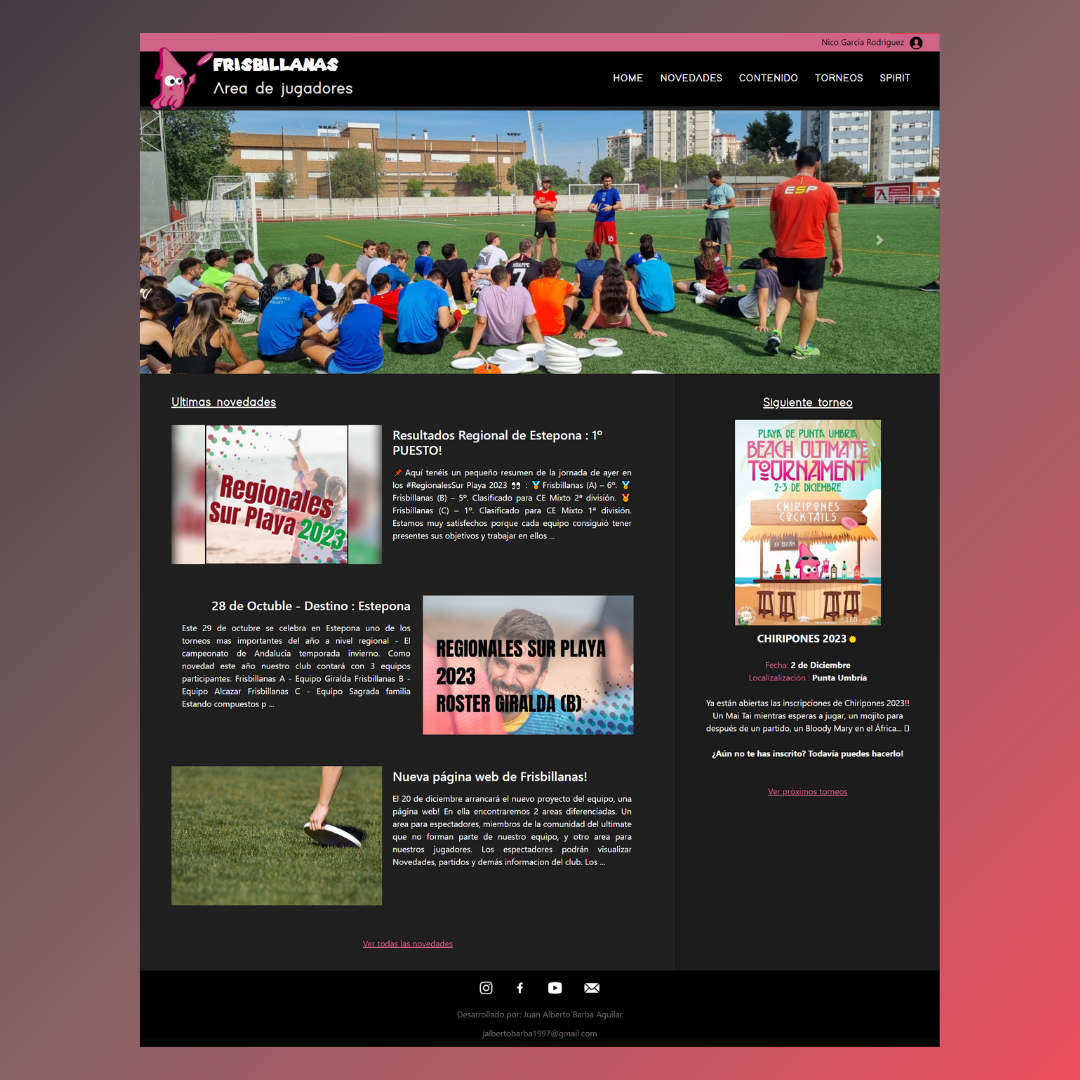 Nico Garcia Rodriguez
FRISBILLANAS
Area de jugadores
HOME NOVEDADES CONTENIDO TORNEOS SPIRIT
ESP
MBAPPE
7
Ultimas novedades
Regionales
Sur Playa 2023
Resultados Regional de Estepona : 1º
PUESTO!
📌 Aquí tenéis un pequeño resumen de la jornada de ayer en
los #RegionalesSur Playa 2023 👀 : 🏅Frisbillanas (A) – 6º. 🏅
Frisbillanas (B) – 5º. Clasificado para CE Mixto 2ª división. 🏅
Frisbillanas (C) – 1º. Clasificado para CE Mixto 1ª división.
Estamos muy satisfechos porque cada equipo consiguió tener
presentes sus objetivos y trabajar en ellos ...
28 de Octuble - Destino : Estepona
Este 29 de octubre se celebra en Estepona uno de los
torneos mas importantes del año a nivel regional - El
campeonato de Andalucia temporada invierno. Como
novedad este año nuestro club contará con 3 equipos
participantes: Frisbillanas A - Equipo Giralda Frisbillanas B -
Equipo Alcazar Frisbillanas C - Equipo Sagrada familia
Estando compuestos p ...
REGIONALES SUR PLAYA
2023
ROSTER GIRALDA (B)
Nueva página web de Frisbillanas!
El 20 de diciembre arrancará el nuevo proyecto del equipo, una
página web! En ella encontraremos 2 areas diferenciadas. Un
area para espectadores, miembros de la comunidad del ultimate
que no forman parte de nuestro equipo, y otro area para
nuestros jugadores. Los espectadores podrán visualizar
Novedades, partidos y demás informacion del club. Los ...
Ver todas las novedades
Siguiente torneo
PLAYA DE PUNTA UMBRÍA
BEACH ULTIMATE
TOURNAMENT
2-3 DE DICIEMBRE
CHIRIPONES
COCKTAILS
XV EDICIÓN
CHIRIPONES 2023
Fecha: 2 de Diciembre
Localizalización : Punta Umbría
Ya están abiertas las inscripciones de Chiripones 2023!!
Un Mai Tai mientras esperas a jugar, un mojito para
después de un partido, un Bloody Mary en el África...
¿Aún no te has inscrito? Todavía puedes hacerlo!
Ver próximos torneos
Desarrollado por: Juan Alberto Barba Aguilar
jalbertobarba1997@gmail.com